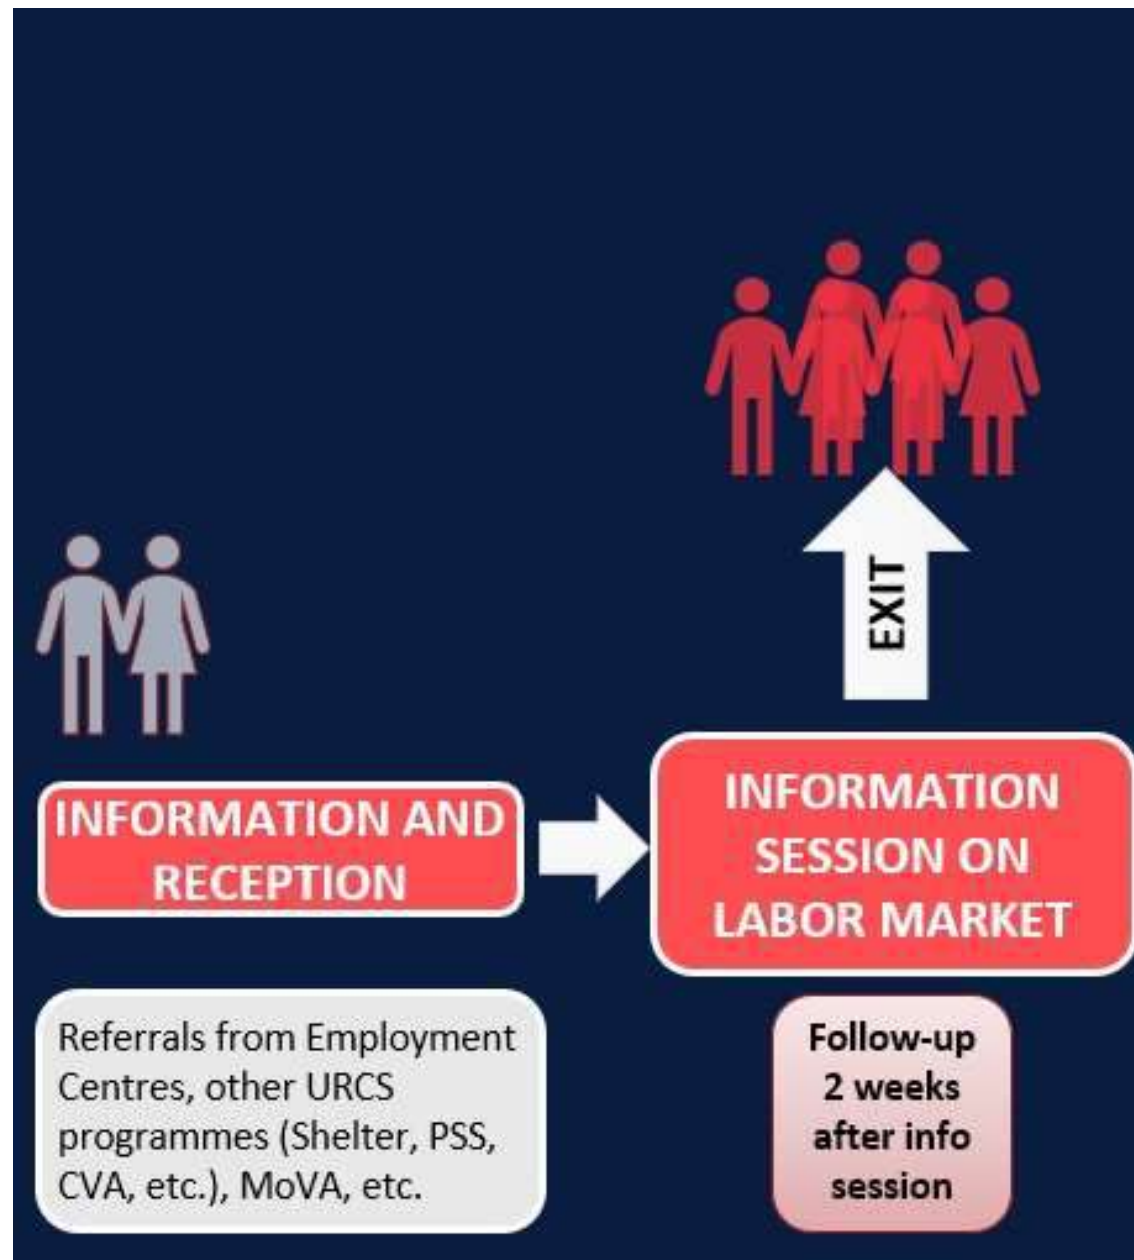 EXIT
INFORMATION AND
RECEPTION
INFORMATION
SESSION ON
LABOR MARKET
Referrals from Employment
Centres, other URCS
programmes (Shelter, PSS,
CVA, etc.), MoVA, etc.
Follow-up
2 weeks
after info
session